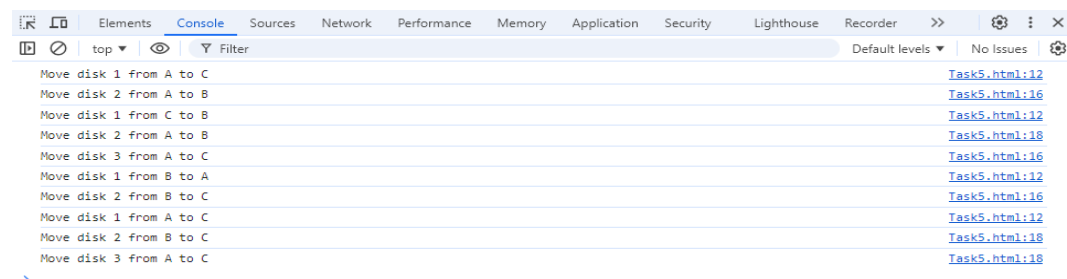 Elements Console Sources Network Performance Memory Application Security Lighthouse Recorder >>
top ▼ Filter Default levels ▼ No Issues
Move disk 1 from A to C Task5.html:12
Move disk 2 from A to B Task5.html:16
Move disk 1 from C to B Task5.html:12
Move disk 2 from A to B Task5.html:18
Move disk 3 from A to C Task5.html:16
Move disk 1 from B to A Task5.html:12
Move disk 2 from B to C Task5.html:16
Move disk 1 from A to C Task5.html:12
Move disk 2 from B to C Task5.html:18
Move disk 3 from A to C Task5.html:18